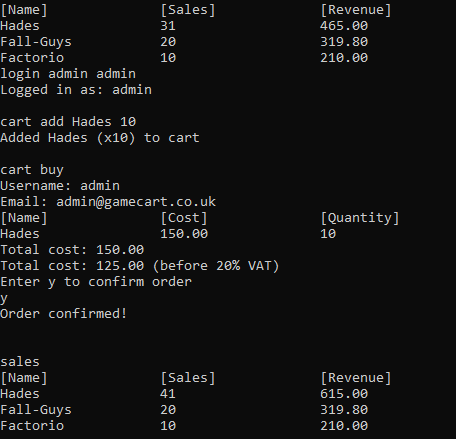 [Name] [Sales] [Revenue]
Hades 31 465.00
Fall-Guys 20 319.80
Factorio 10 210.00
login admin admin
Logged in as: admin
cart add Hades 10
Added Hades (x10) to cart
cart buy
Username: admin
Email: admin@gamecart.co.uk
[Name] [Cost] [Quantity]
Hades 150.00 10
Total cost: 150.00
Total cost: 125.00 (before 20% VAT)
Enter y to confirm order
y
Order confirmed!
sales
[Name] [Sales] [Revenue]
Hades 41 615.00
Fall-Guys 20 319.80
Factorio 10 210.00